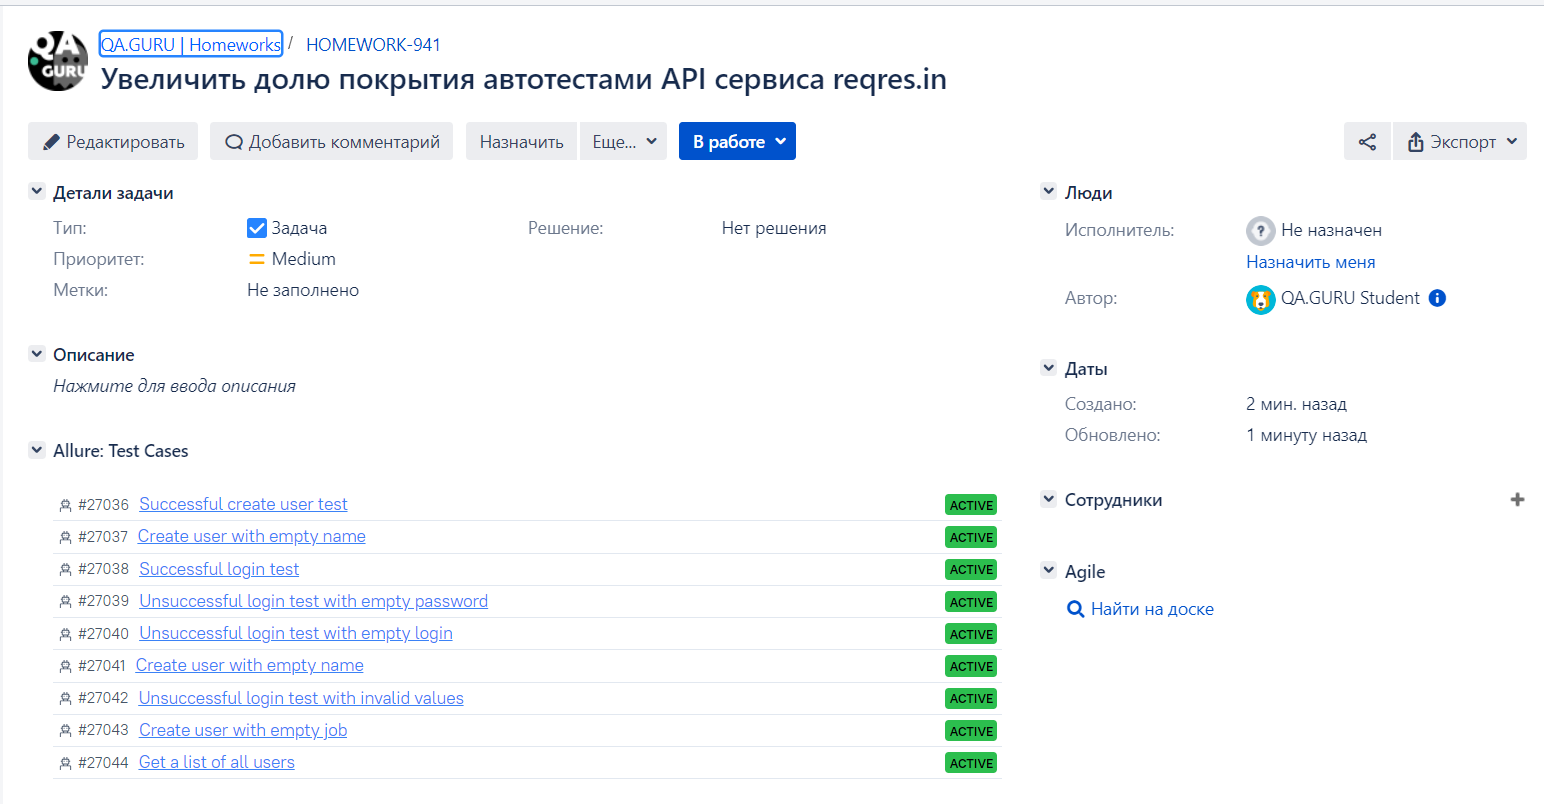 QA GURU
QA.GURU | Homeworks / HOMEWORK-941
Увеличить долю покрытия автотестами API сервиса reqres.in
Редактировать Добавить комментарий Назначить Еще... В работе Экспорт
Детали задачи
Тип: Задача Решение: Нет решения
Приоритет: Medium
Метки: Не заполнено
Описание
Нажмите для ввода описания
Allure: Test Cases
#27036 Successful create user test ACTIVE
#27037 Create user with empty name ACTIVE
#27038 Successful login test ACTIVE
#27039 Unsuccessful login test with empty password ACTIVE
#27040 Unsuccessful login test with empty login ACTIVE
#27041 Create user with empty name ACTIVE
#27042 Unsuccessful login test with invalid values ACTIVE
#27043 Create user with empty job ACTIVE
#27044 Get a list of all users ACTIVE
Люди
Исполнитель: Не назначен
Назначить меня
Автор: QA.GURU Student
Даты
Создано: 2 мин. назад
Обновлено: 1 минуту назад
Сотрудники
Agile
Найти на доске